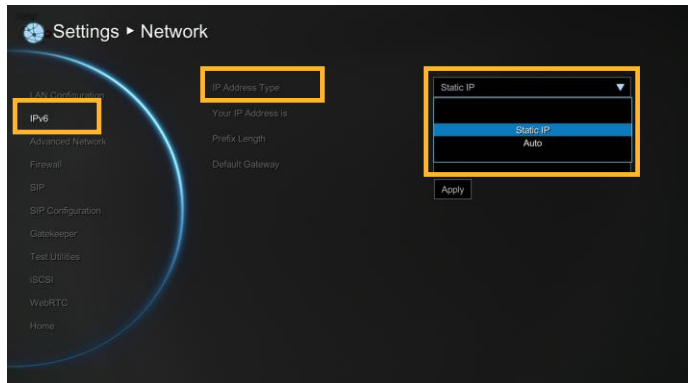 Settings ▸ Network
LAN Configuration
IPv6
Advanced Network
Firewall
SIP
SIP Configuration
Gatekeeper
Test Utilities
iSCSI
WebRTC
Home
IP Address Type
Your IP Address is
Prefix Length
Default Gateway
Static IP
Static IP
Auto
Apply